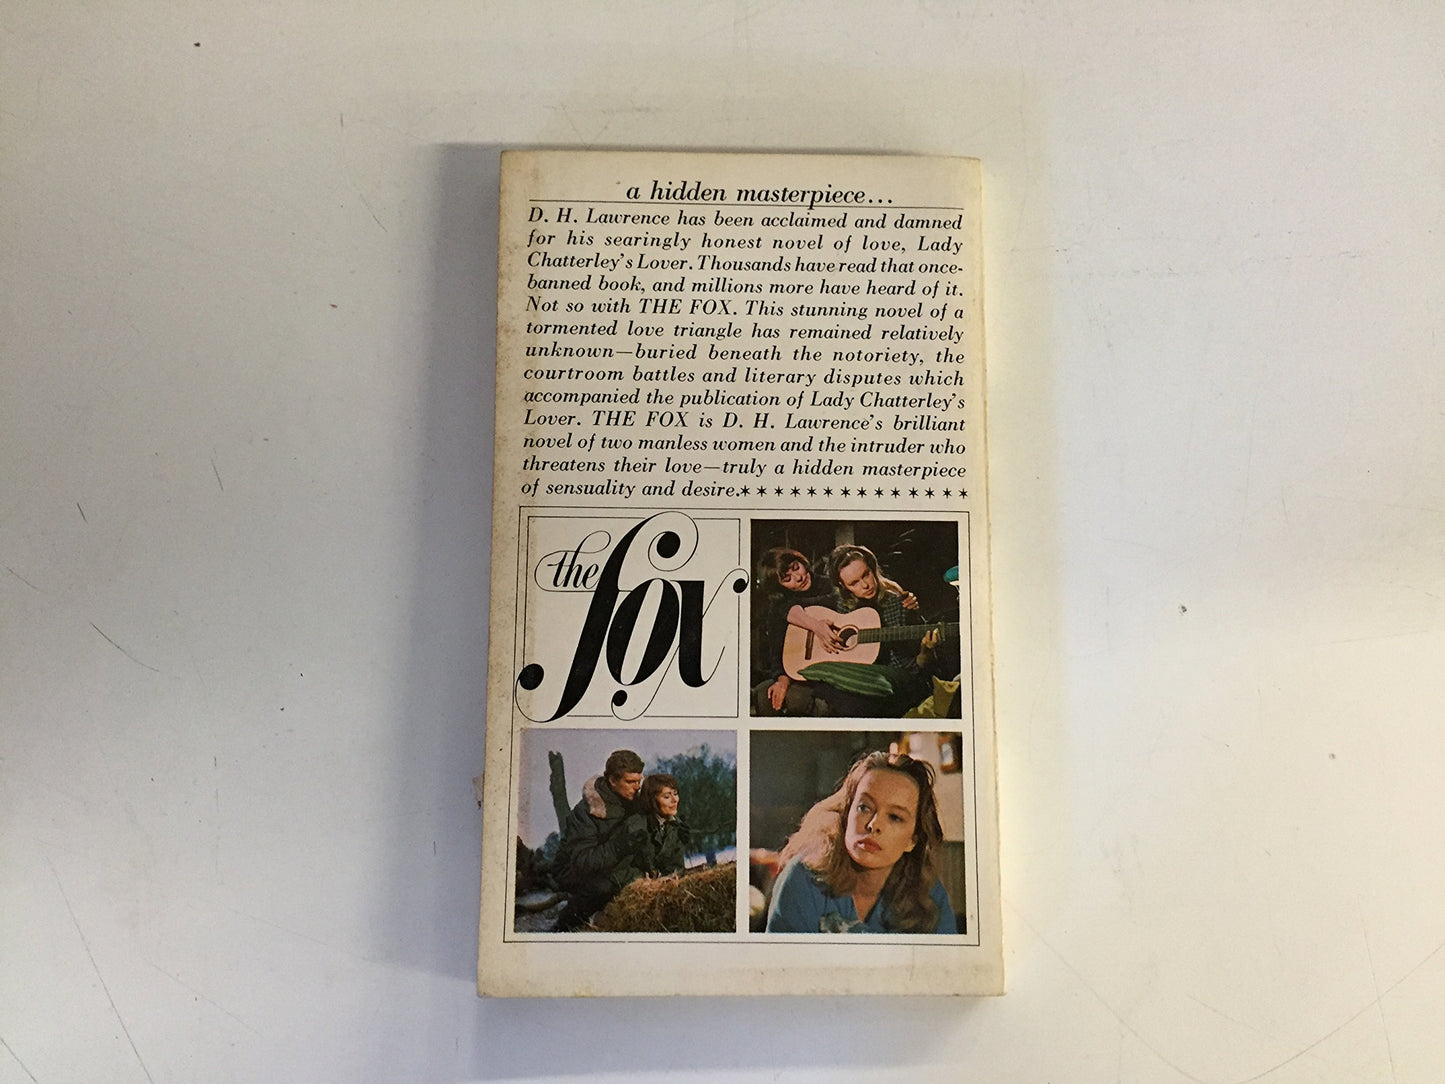 a hidden masterpiece...
D. H. Lawrence has been acclaimed and damned
for his searingly honest novel of love, Lady
Chatterley's Lover. Thousands have read that once-
banned book, and millions more have heard of it.
Not so with THE FOX. This stunning novel of a
tormented love triangle has remained relatively
unknown—buried beneath the notoriety, the
courtroom battles and literary disputes which
accompanied the publication of Lady Chatterley's
Lover. THE FOX is D. H. Lawrence's brilliant
novel of two manless women and the intruder who
threatens their love—truly a hidden masterpiece
of sensuality and desire.**************
the
fox